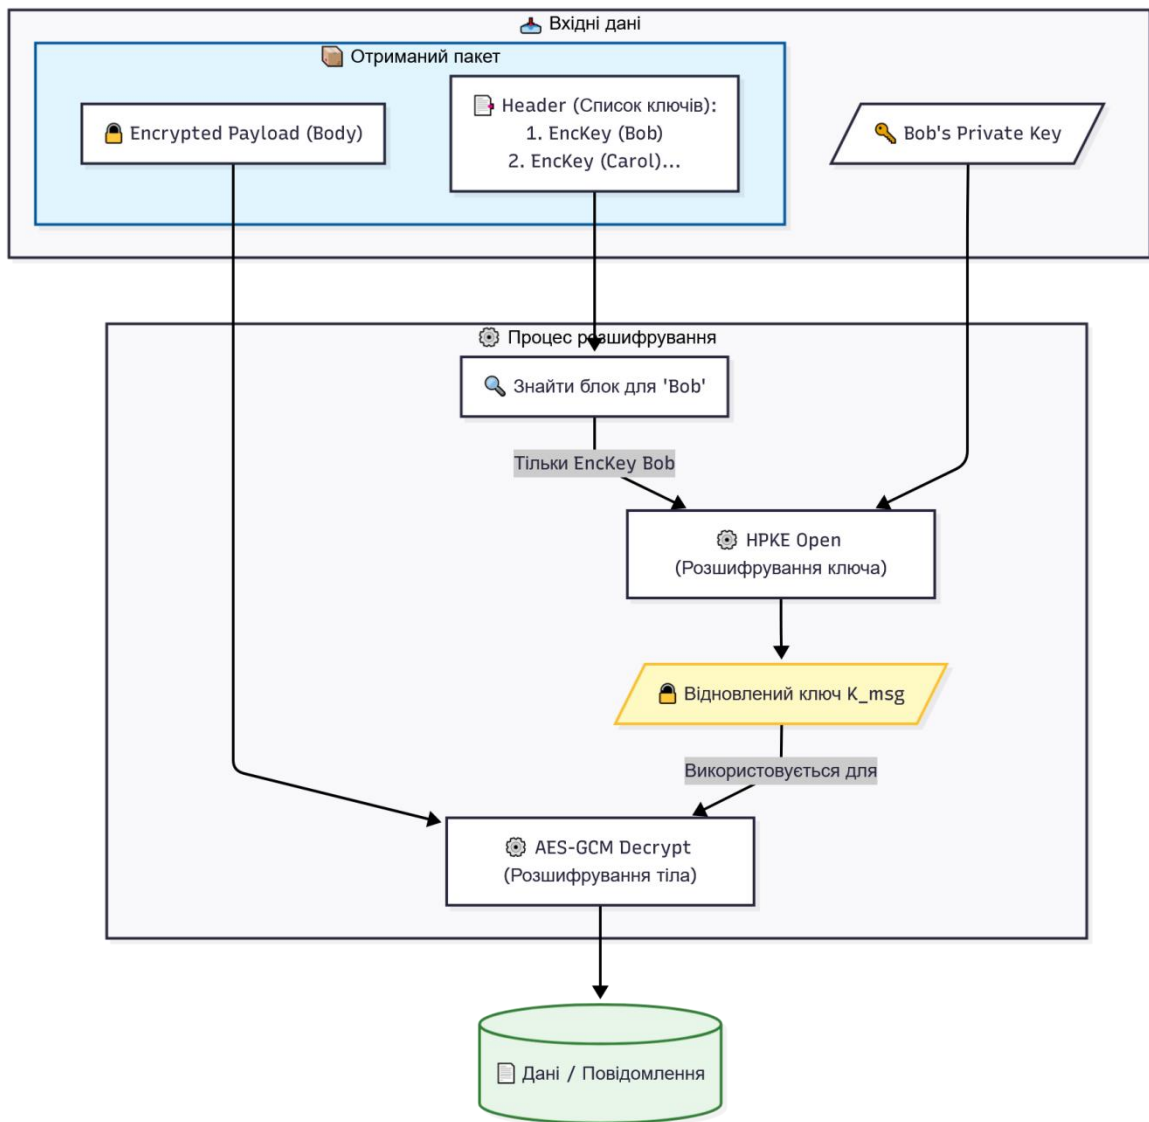 📥 Вхідні дані
📦 Отриманий пакет
🔒 Encrypted Payload (Body)
📑 Header (Список ключів):
1. EncKey (Bob)
2. EncKey (Carol)...
🔑 Bob's Private Key
⚙️ Процес розшифрування
🔍 Знайти блок для 'Bob'
Тільки EncKey Bob
⚙️ HPKE Open
(Розшифрування ключа)
🔒 Відновлений ключ K_msg
Використовується для
⚙️ AES-GCM Decrypt
(Розшифрування тіла)
📄 Дані / Повідомлення